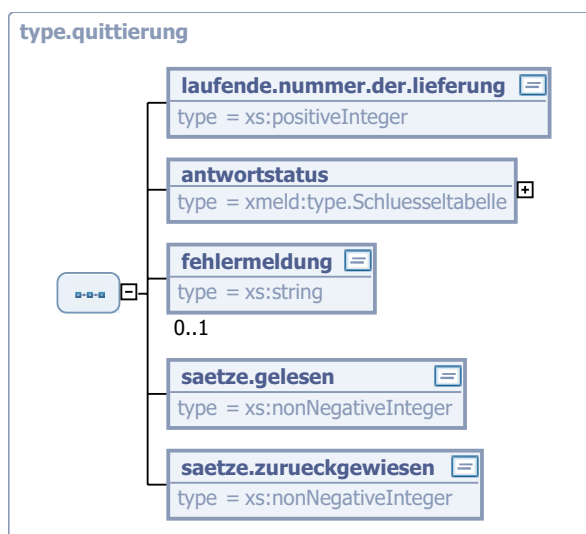 type.quittierung
laufende.nummer.der.lieferung
type = xs:positiveInteger
antwortstatus
type = xmeld:type.Schluesseltabelle
fehlermeldung
type = xs:string
0..1
saetze.gelesen
type = xs:nonNegativeInteger
saetze.zurueckgewiesen
type = xs:nonNegativeInteger